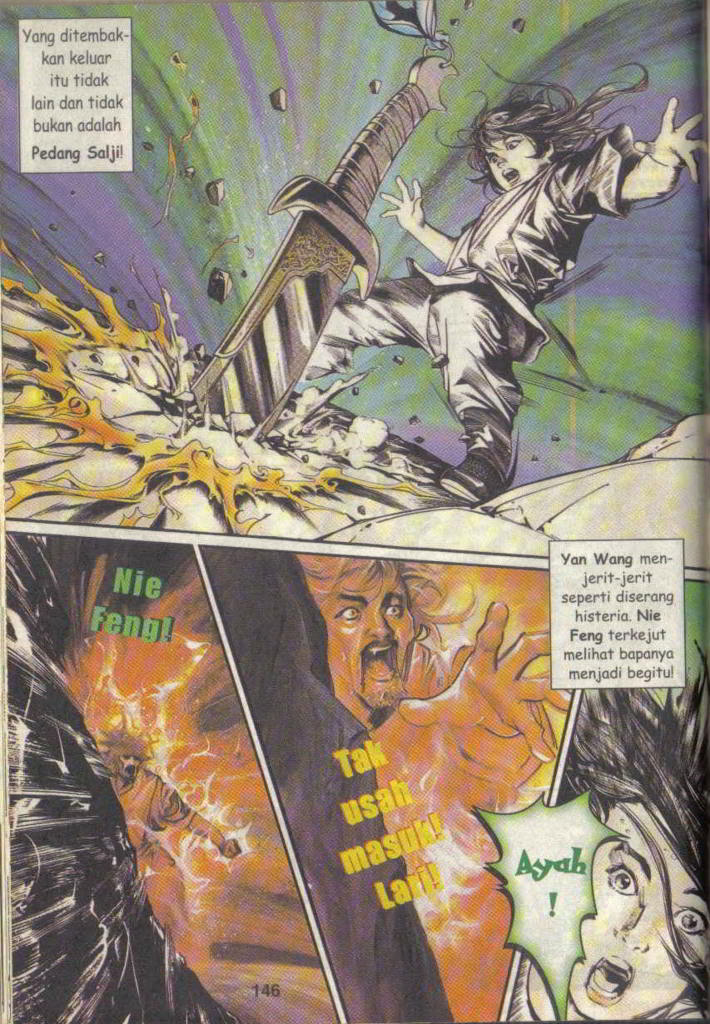 Yang ditembak-
kan keluar
itu tidak
lain dan tidak
bukan adalah
Pedang Salji!
Nie
Feng!
Tak
usah
masuk!
Lari!
Yan Wang men-
jerit-jerit
seperti diserang
histeria. Nie
Feng terkejut
melihat bapanya
menjadi begitu!
Ayah
!
146